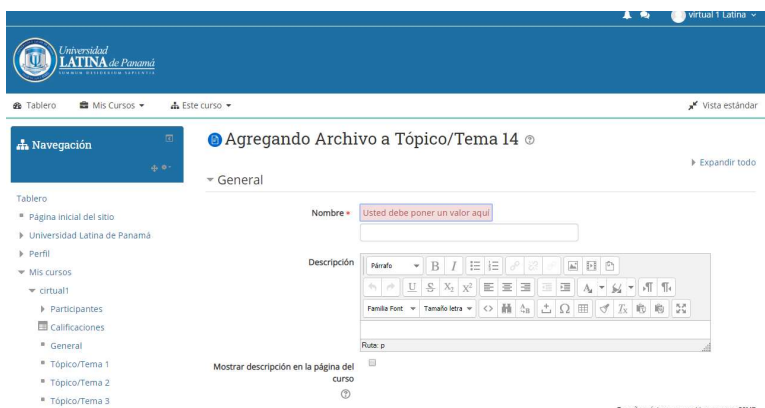 virtual 1 Latina
Universidad
LATINA de Panamá
Tablero Mis Cursos Este curso Vista estándar
Navegación
Agregando Archivo a Tópico/Tema 14
Expandir todo
General
Tablero
Página inicial del sitio
Universidad Latina de Panamá
Perfil
Mis cursos
cirtual1
Participantes
Calificaciones
General
Tópico/Tema 1
Tópico/Tema 2
Tópico/Tema 3
Nombre
Usted debe poner un valor aquí
Descripción
Párrafo B I
U S X₂ X² A
Familia Font Tamaño letra Ω Tx
Ruta: p
Mostrar descripción en la página del
curso